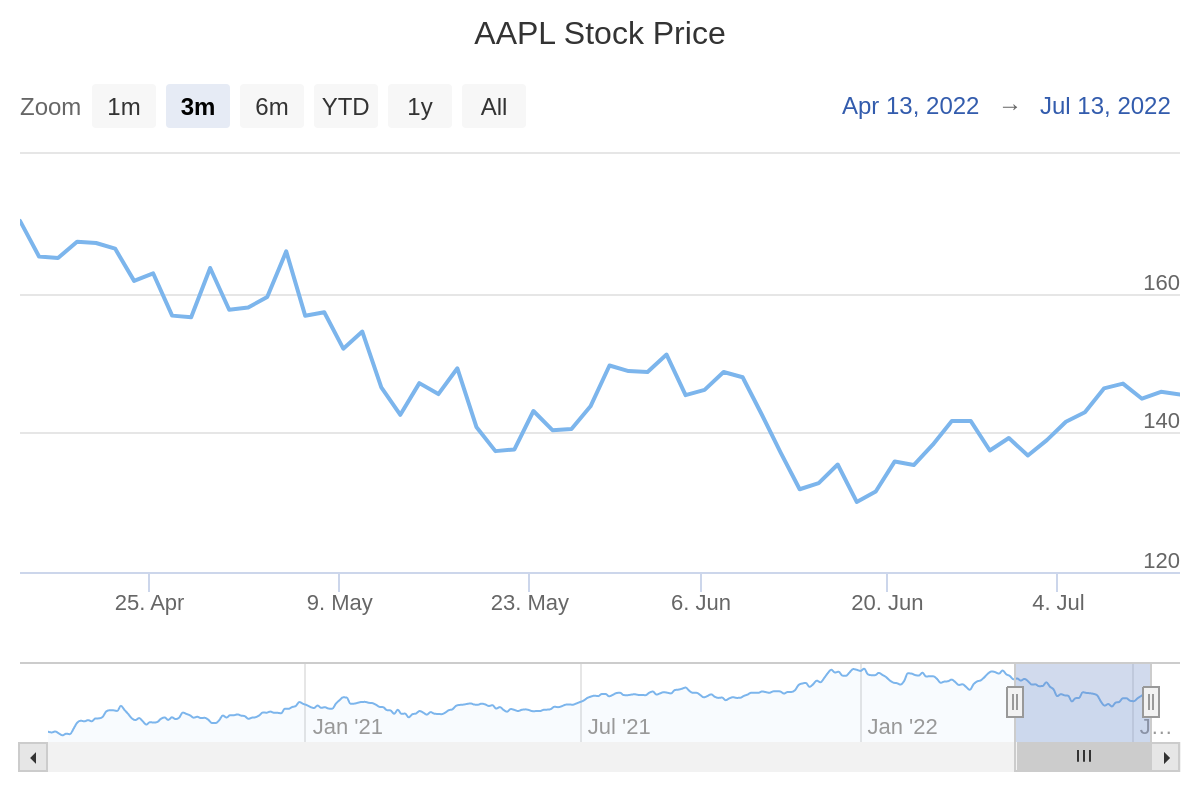 AAPL Stock Price
Zoom 1m 3m 6m YTD 1y All Apr 13, 2022 → Jul 13, 2022
160
140
120
25. Apr 9. May 23. May 6. Jun 20. Jun 4. Jul
Jan '21 Jul '21 Jan '22 J…